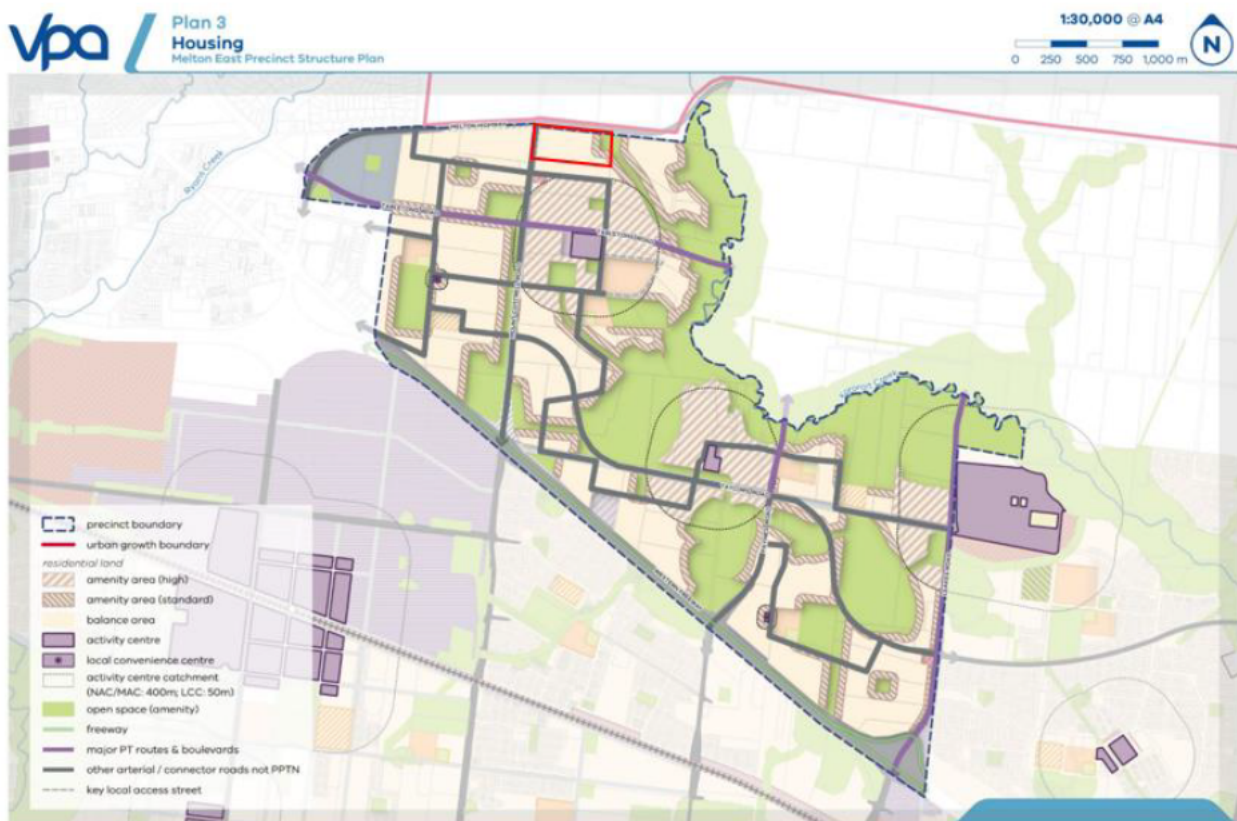 vpa
Plan 3
Housing
Melton East Precinct Structure Plan
1:30,000 @ A4
0 250 500 750 1,000 m
N
Ryans Creek
precinct boundary
urban growth boundary
residential land
amenity area (high)
amenity area (standard)
balance area
activity centre
local convenience centre
activity centre catchment
(NAC/MAC: 400m; LCC: 50m)
open space (amenity)
freeway
major PT routes & boulevards
other arterial / connector roads not PPTN
key local access street